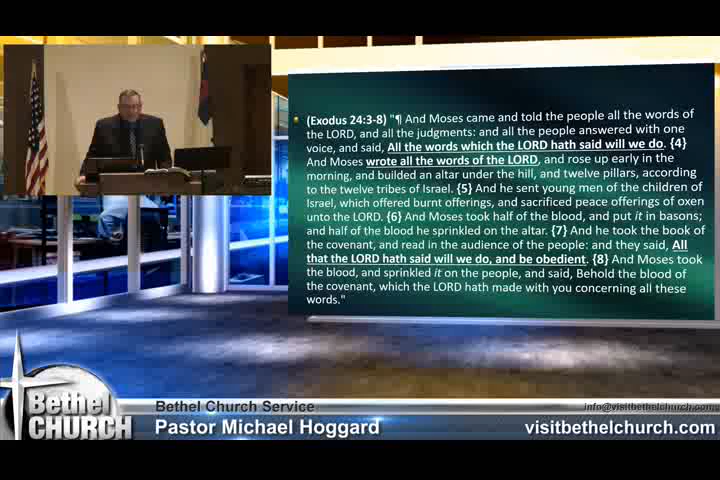 (Exodus 24:3-8) "¶ And Moses came and told the people all the words of
the LORD, and all the judgments: and all the people answered with one
voice, and said, All the words which the LORD hath said will we do. {4}
And Moses wrote all the words of the LORD, and rose up early in the
morning, and builded an altar under the hill, and twelve pillars, according
to the twelve tribes of Israel. {5} And he sent young men of the children of
Israel, which offered burnt offerings, and sacrificed peace offerings of oxen
unto the LORD. {6} And Moses took half of the blood, and put it in basons;
and half of the blood he sprinkled on the altar. {7} And he took the book of
the covenant, and read in the audience of the people: and they said, All
that the LORD hath said will we do, and be obedient. {8} And Moses took
the blood, and sprinkled it on the people, and said, Behold the blood of
the covenant, which the LORD hath made with you concerning all these
words."
Bethel
CHURCH
Bethel Church Service
info@visitbethelchurch.com
Pastor Michael Hoggard
visitbethelchurch.com